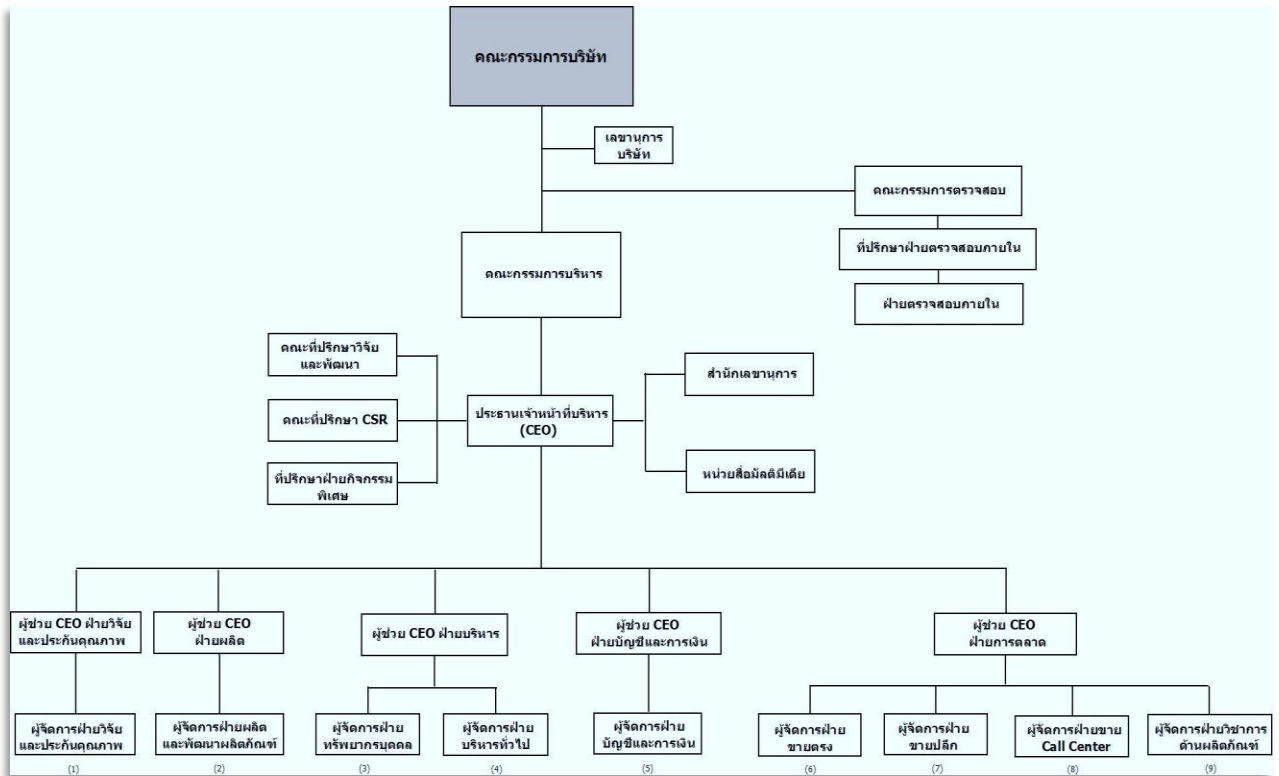 คณะกรรมการบริษัท
เลขานุการ
บริษัท
คณะกรรมการตรวจสอบ
ที่ปรึกษาฝ่ายตรวจสอบภายใน
ฝ่ายตรวจสอบภายใน
คณะกรรมการบริหาร
คณะที่ปรึกษาวิจัย
และพัฒนา
คณะที่ปรึกษา CSR
ที่ปรึกษาฝ่ายกิจกรรม
พิเศษ
ประธานเจ้าหน้าที่บริหาร
(CEO)
สำนักเลขานุการ
หน่วยสื่อมัลติมีเดีย
ผู้ช่วย CEO ฝ่ายวิจัย
และประกันคุณภาพ
ผู้ช่วย CEO
ฝ่ายผลิต
ผู้ช่วย CEO ฝ่ายบริหาร
ผู้ช่วย CEO
ฝ่ายบัญชีและการเงิน
ผู้ช่วย CEO
ฝ่ายการตลาด
ผู้จัดการฝ่ายวิจัย
และประกันคุณภาพ
ผู้จัดการฝ่ายผลิต
และพัฒนาผลิตภัณฑ์
ผู้จัดการฝ่าย
ทรัพยากรบุคคล
ผู้จัดการฝ่าย
บริหารทั่วไป
ผู้จัดการฝ่าย
บัญชีและการเงิน
ผู้จัดการฝ่าย
ขายตรง
ผู้จัดการฝ่าย
ขายปลีก
ผู้จัดการฝ่ายขาย
Call Center
ผู้จัดการฝ่ายวิชาการ
ด้านผลิตภัณฑ์
(1)
(2)
(3)
(4)
(5)
(6)
(7)
(8)
(9)